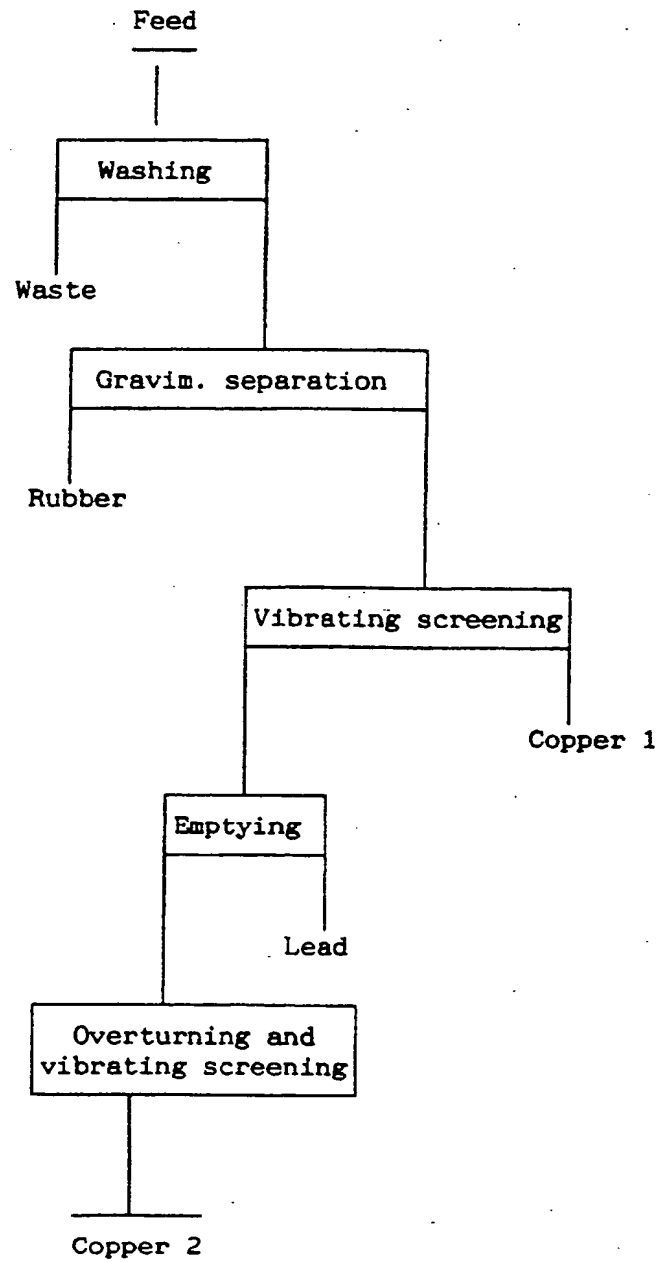 Feed
Washing
Waste
Gravim. separation
Rubber
Vibrating screening
Copper 1
Emptying
Lead
Overturning and
vibrating screening
Copper 2